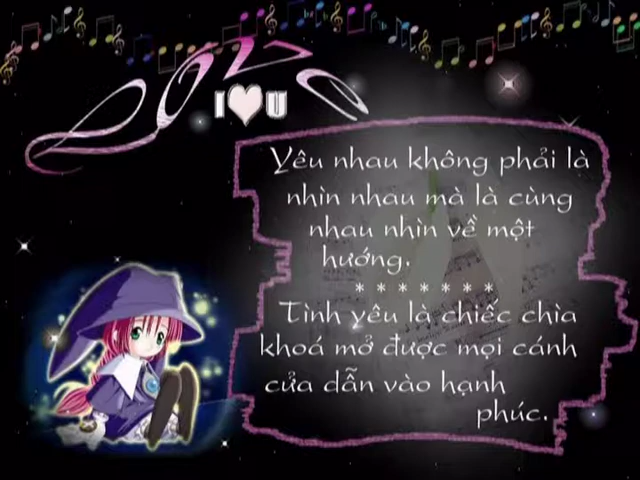 LOVE
I♥U
Yêu nhau không phải là
nhìn nhau mà là cùng
nhau nhìn về một
hướng.
* * * * * * *
Tình yêu là chiếc chìa
khoá mở được mọi cánh
cửa dẫn vào hạnh
phúc.